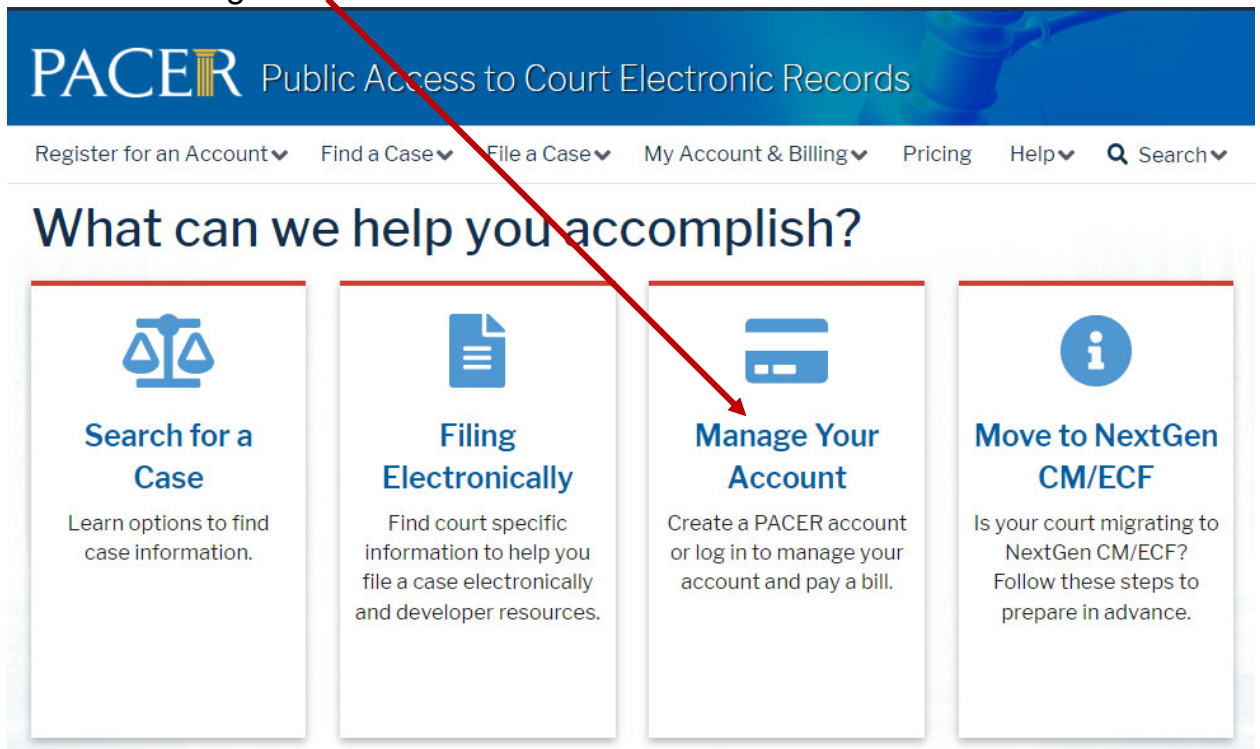 PACER Public Access to Court Electronic Records
Register for an Account Find a Case File a Case My Account & Billing Pricing Help Search
What can we help you accomplish?
Search for a
Case
Learn options to find
case information.
Filing
Electronically
Find court specific
information to help you
file a case electronically
and developer resources.
Manage Your
Account
Create a PACER account
or log in to manage your
account and pay a bill.
Move to NextGen
CM/ECF
Is your court migrating to
NextGen CM/ECF?
Follow these steps to
prepare in advance.